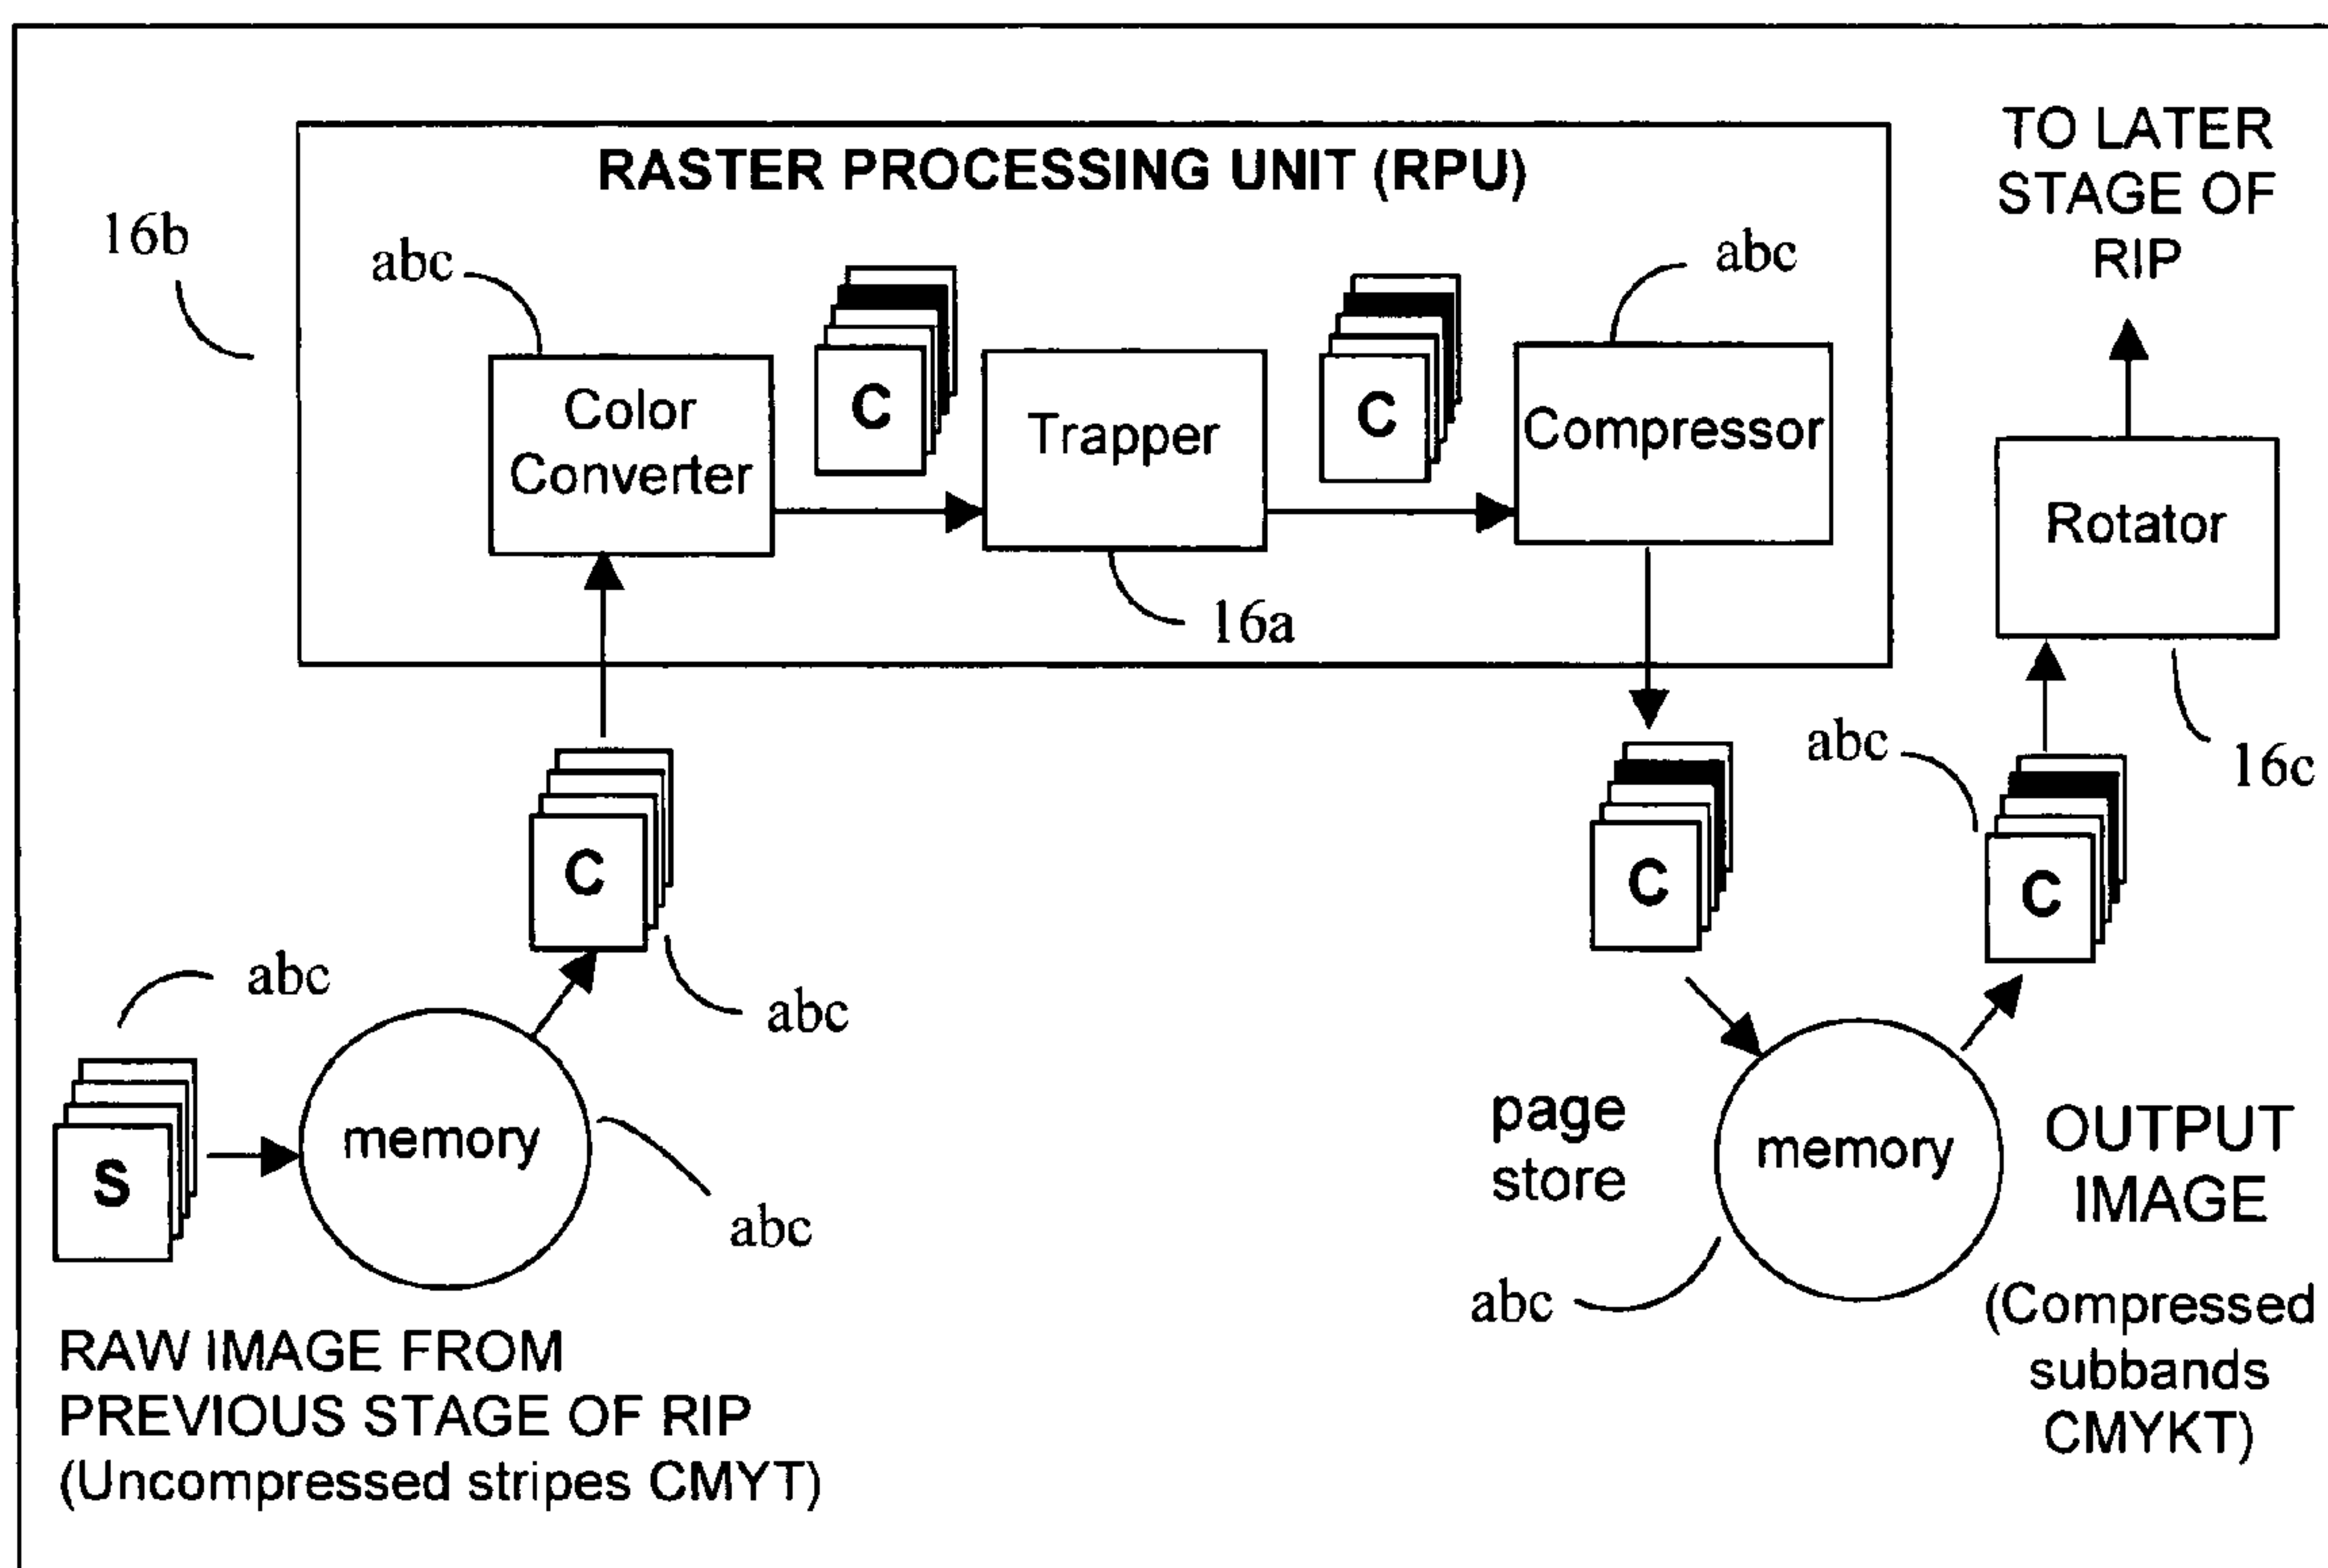 RASTER PROCESSING UNIT (RPU)
16b
abc
Color
Converter
C
Trapper
16a
C
abc
Compressor
TO LATER
STAGE OF
RIP
Rotator
16c
abc
S
memory
abc
C
abc
RAW IMAGE FROM
PREVIOUS STAGE OF RIP
(Uncompressed stripes CMYT)
C
page
store
memory
abc
abc
C
OUTPUT
IMAGE
(Compressed
subbands
CMYKT)